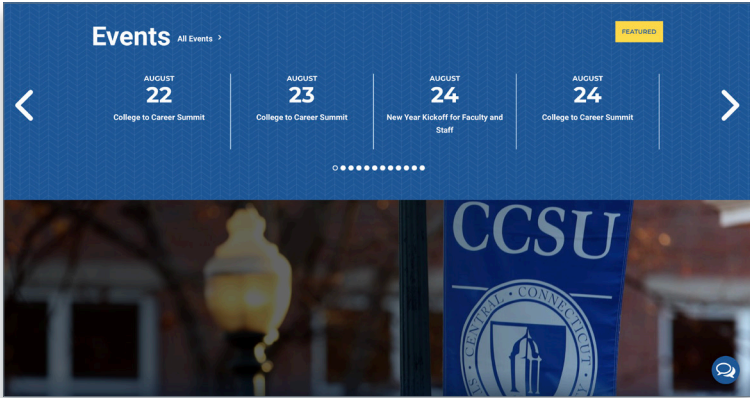 Events All Events >
FEATURED
AUGUST
22
College to Career Summit
AUGUST
23
College to Career Summit
AUGUST
24
New Year Kickoff for Faculty and
Staff
AUGUST
24
College to Career Summit
CCSU
CENTRAL • CONNECTICUT